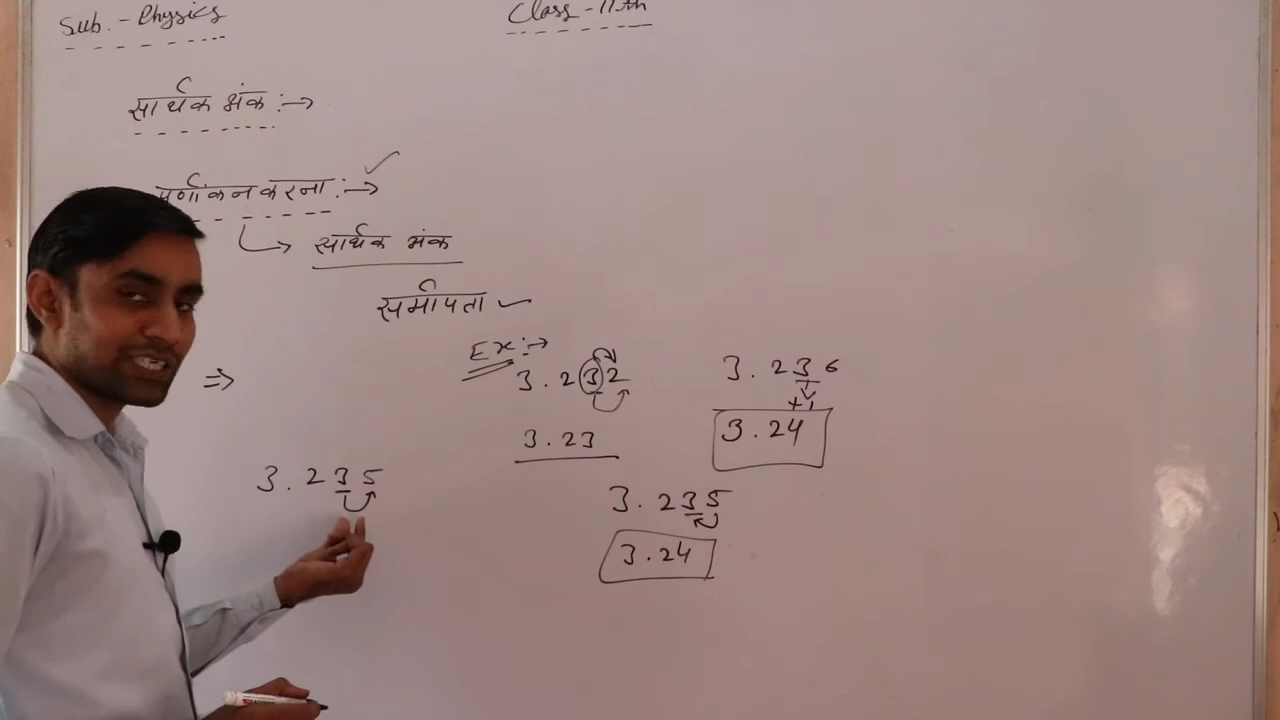 Sub. - Physics
Class - 11th
सार्थक अंक :→
पूर्णांकन करना :→ ✓
→ सार्थक अंक
समीपता ✓
Ex :→
⇒
3.232
3.23
3.236
+1
3.24
3.235
3.235
3.24